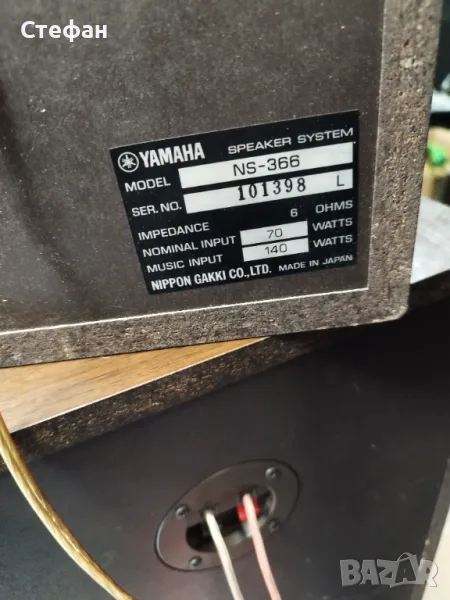 Стефан
YAMAHA SPEAKER SYSTEM
MODEL NS-366
SER. NO. 101398 L
IMPEDANCE 6 OHMS
NOMINAL INPUT 70 WATTS
MUSIC INPUT 140 WATTS
NIPPON GAKKI CO., LTD. MADE IN JAPAN
BAZAR